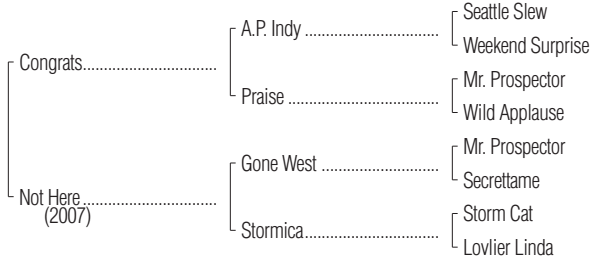 Seattle Slew
A.P. Indy
Weekend Surprise
Congrats
Mr. Prospector
Praise
Wild Applause
Mr. Prospector
Gone West
Secrettame
Not Here
(2007)
Storm Cat
Stormica
Lovlier Linda